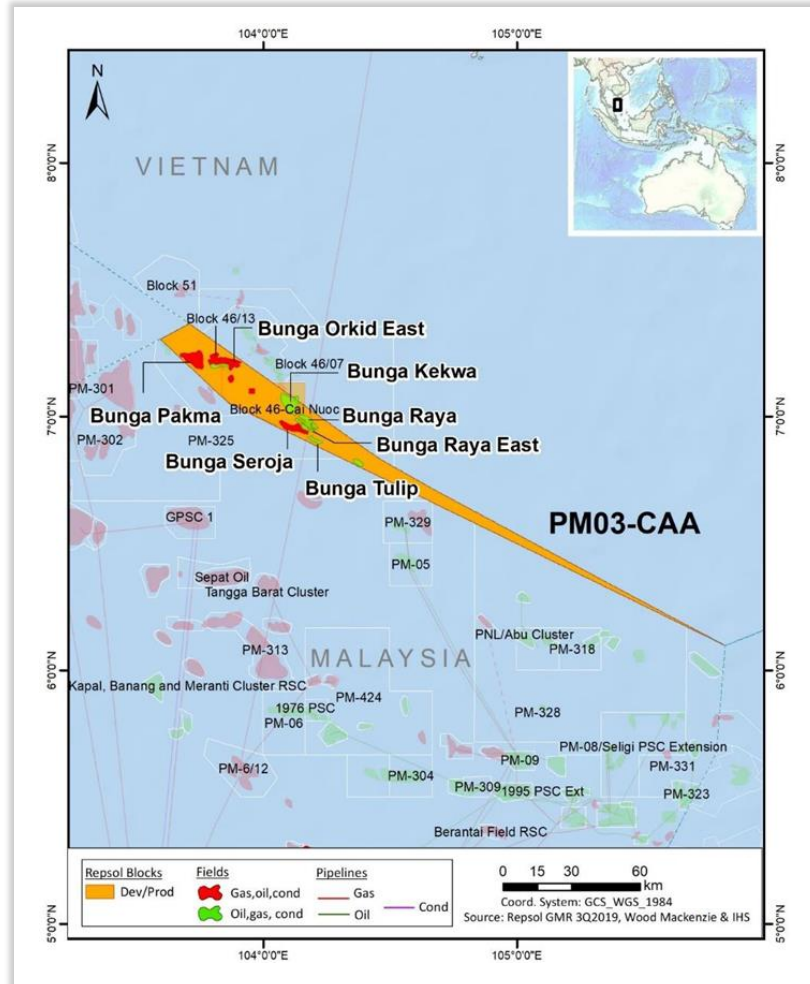 104°0'0"E
105°0'0"E
N
8°0'0"N
8°0'0"N
VIETNAM
Block 51
Block 46/13
Bunga Orkid East
Block 46/07
Bunga Kekwa
PM-301
7°0'0"N
7°0'0"N
Bunga Pakma
Block 46-Cai Nuoc
Bunga Raya
PM-302
PM-325
Bunga Raya East
Bunga Seroja
Bunga Tulip
PM03-CAA
GPSC 1
PM-329
PM-05
Sepat Oil
Tangga Barat Cluster
PNL/Abu Cluster
PM-313
PM-318
MALAYSIA
6°0'0"N
6°0'0"N
Kapal, Banang and Meranti Cluster RSC
PM-424
1976 PSC
PM-06
PM-328
PM-08/Seligi PSC Extension
PM-6/12
PM-09
PM-331
PM-304
PM-309
1995 PSC Ext
PM-323
Berantai Field RSC
Repsol Blocks
Dev/Prod
Fields
Gas,oil,cond
Oil,gas, cond
Pipelines
Gas
Oil
Cond
0 15 30 60
km
Coord. System: GCS_WGS_1984
Source: Repsol GMR 3Q2019, Wood Mackenzie & IHS
5°0'0"N
5°0'0"N
104°0'0"E
105°0'0"E